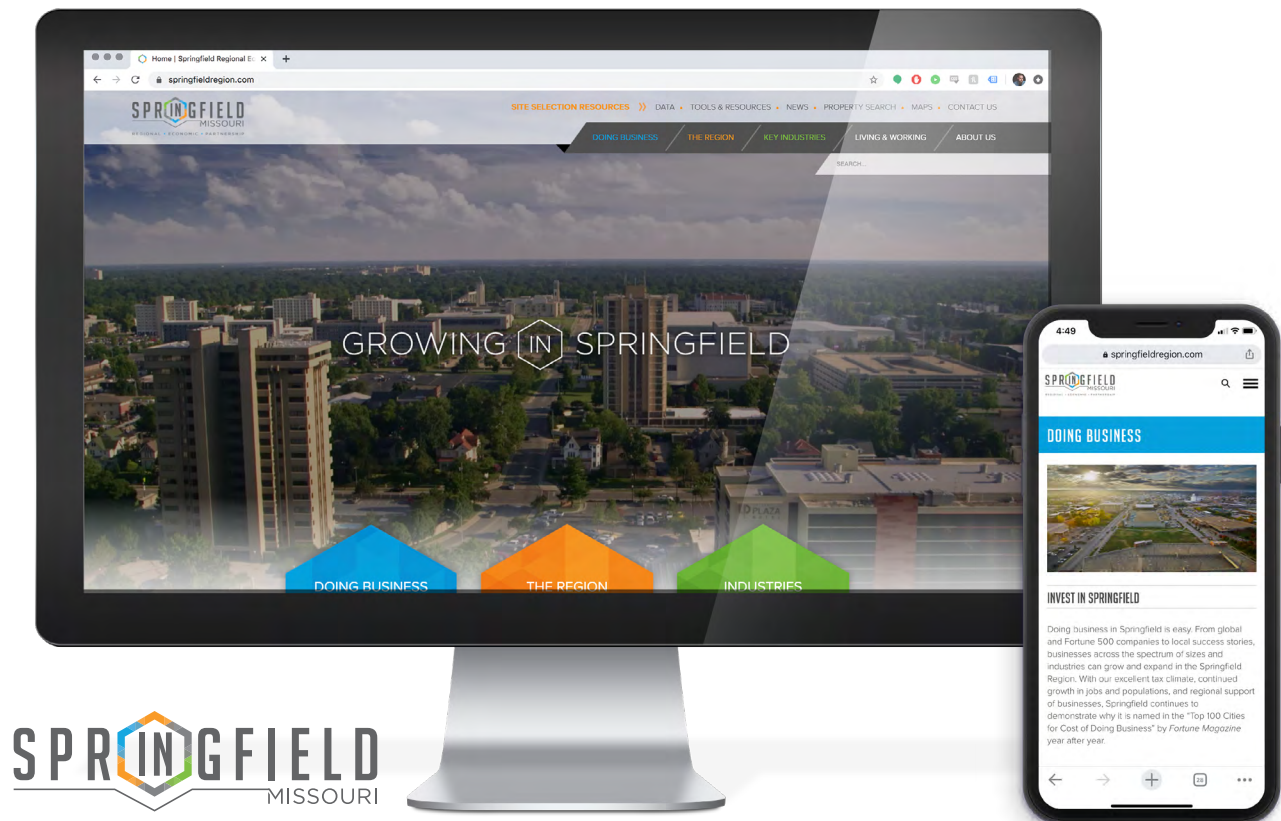 Home | Springfield Regional Ec
springfieldregion.com
SPRINGFIELD
MISSOURI
REGIONAL • ECONOMIC • PARTNERSHIP
SITE SELECTION RESOURCES » DATA • TOOLS & RESOURCES • NEWS • PROPERTY SEARCH • MAPS • CONTACT US
DOING BUSINESS THE REGION KEY INDUSTRIES LIVING & WORKING ABOUT US
SEARCH...
GROWING IN SPRINGFIELD
PLAZA
DOING BUSINESS THE REGION INDUSTRIES
4:49
springfieldregion.com
SPRINGFIELD
MISSOURI
REGIONAL • ECONOMIC • PARTNERSHIP
DOING BUSINESS
INVEST IN SPRINGFIELD
Doing business in Springfield is easy. From global
and Fortune 500 companies to local success stories,
businesses across the spectrum of sizes and
industries can grow and expand in the Springfield
Region. With our excellent tax climate, continued
growth in jobs and populations, and regional support
of businesses, Springfield continues to
demonstrate why it is named in the "Top 100 Cities
for Cost of Doing Business" by Fortune Magazine
year after year.
28
SPRINGFIELD
MISSOURI